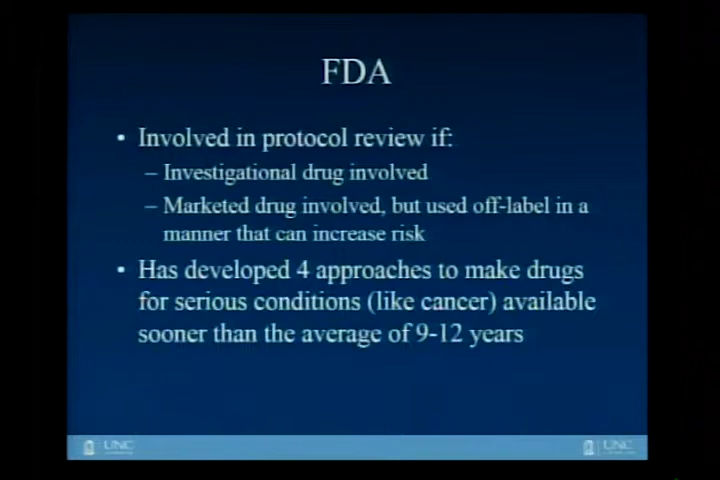 FDA
• Involved in protocol review if:
– Investigational drug involved
– Marketed drug involved, but used off-label in a
manner that can increase risk
• Has developed 4 approaches to make drugs
for serious conditions (like cancer) available
sooner than the average of 9-12 years
UNC
UNC